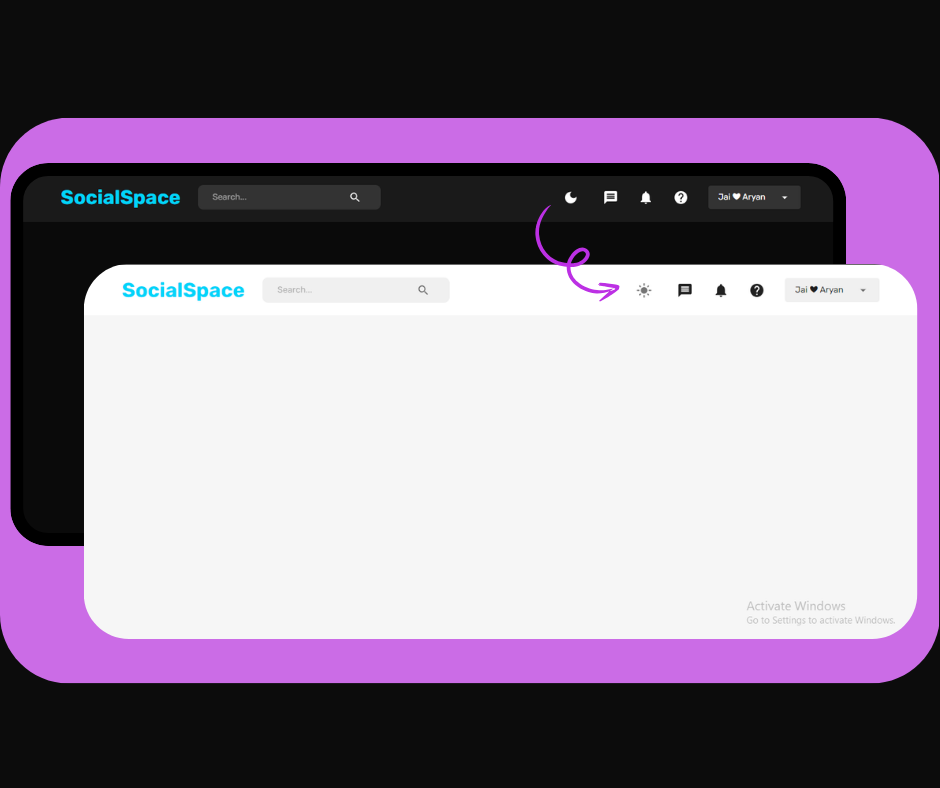 SocialSpace Search... Jai ♥ Aryan
SocialSpace Search... Jai ♥ Aryan
Activate Windows
Go to Settings to activate Windows.